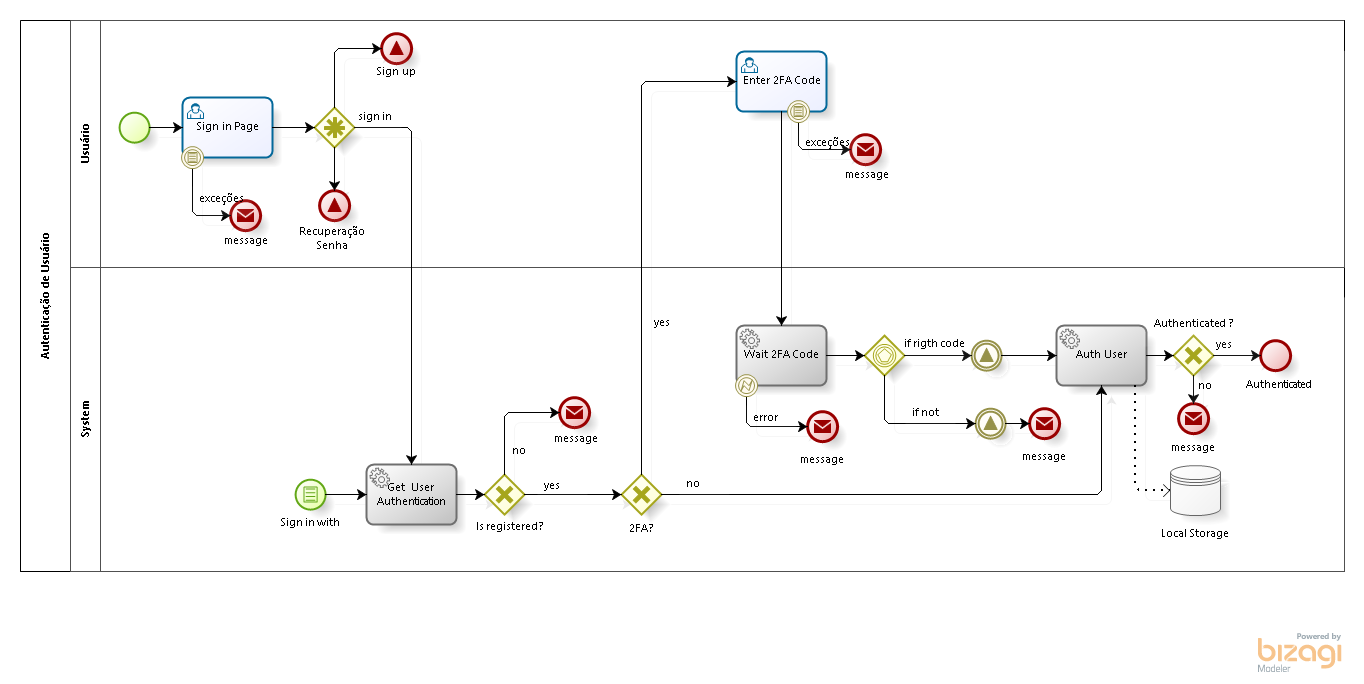 Autenticação de Usuário
Usuário
Sign up
Sign in Page
sign in
exceções
message
Recuperação
Senha
Enter 2FA Code
exceções
message
System
yes
Wait 2FA Code
error
message
if rigth code
if not
message
Auth User
Authenticated ?
yes
Authenticated
no
message
Local Storage
Sign in with
Get User
Authentication
no
message
yes
Is registered?
2FA?
no
Powered by
bizagi
Modeler